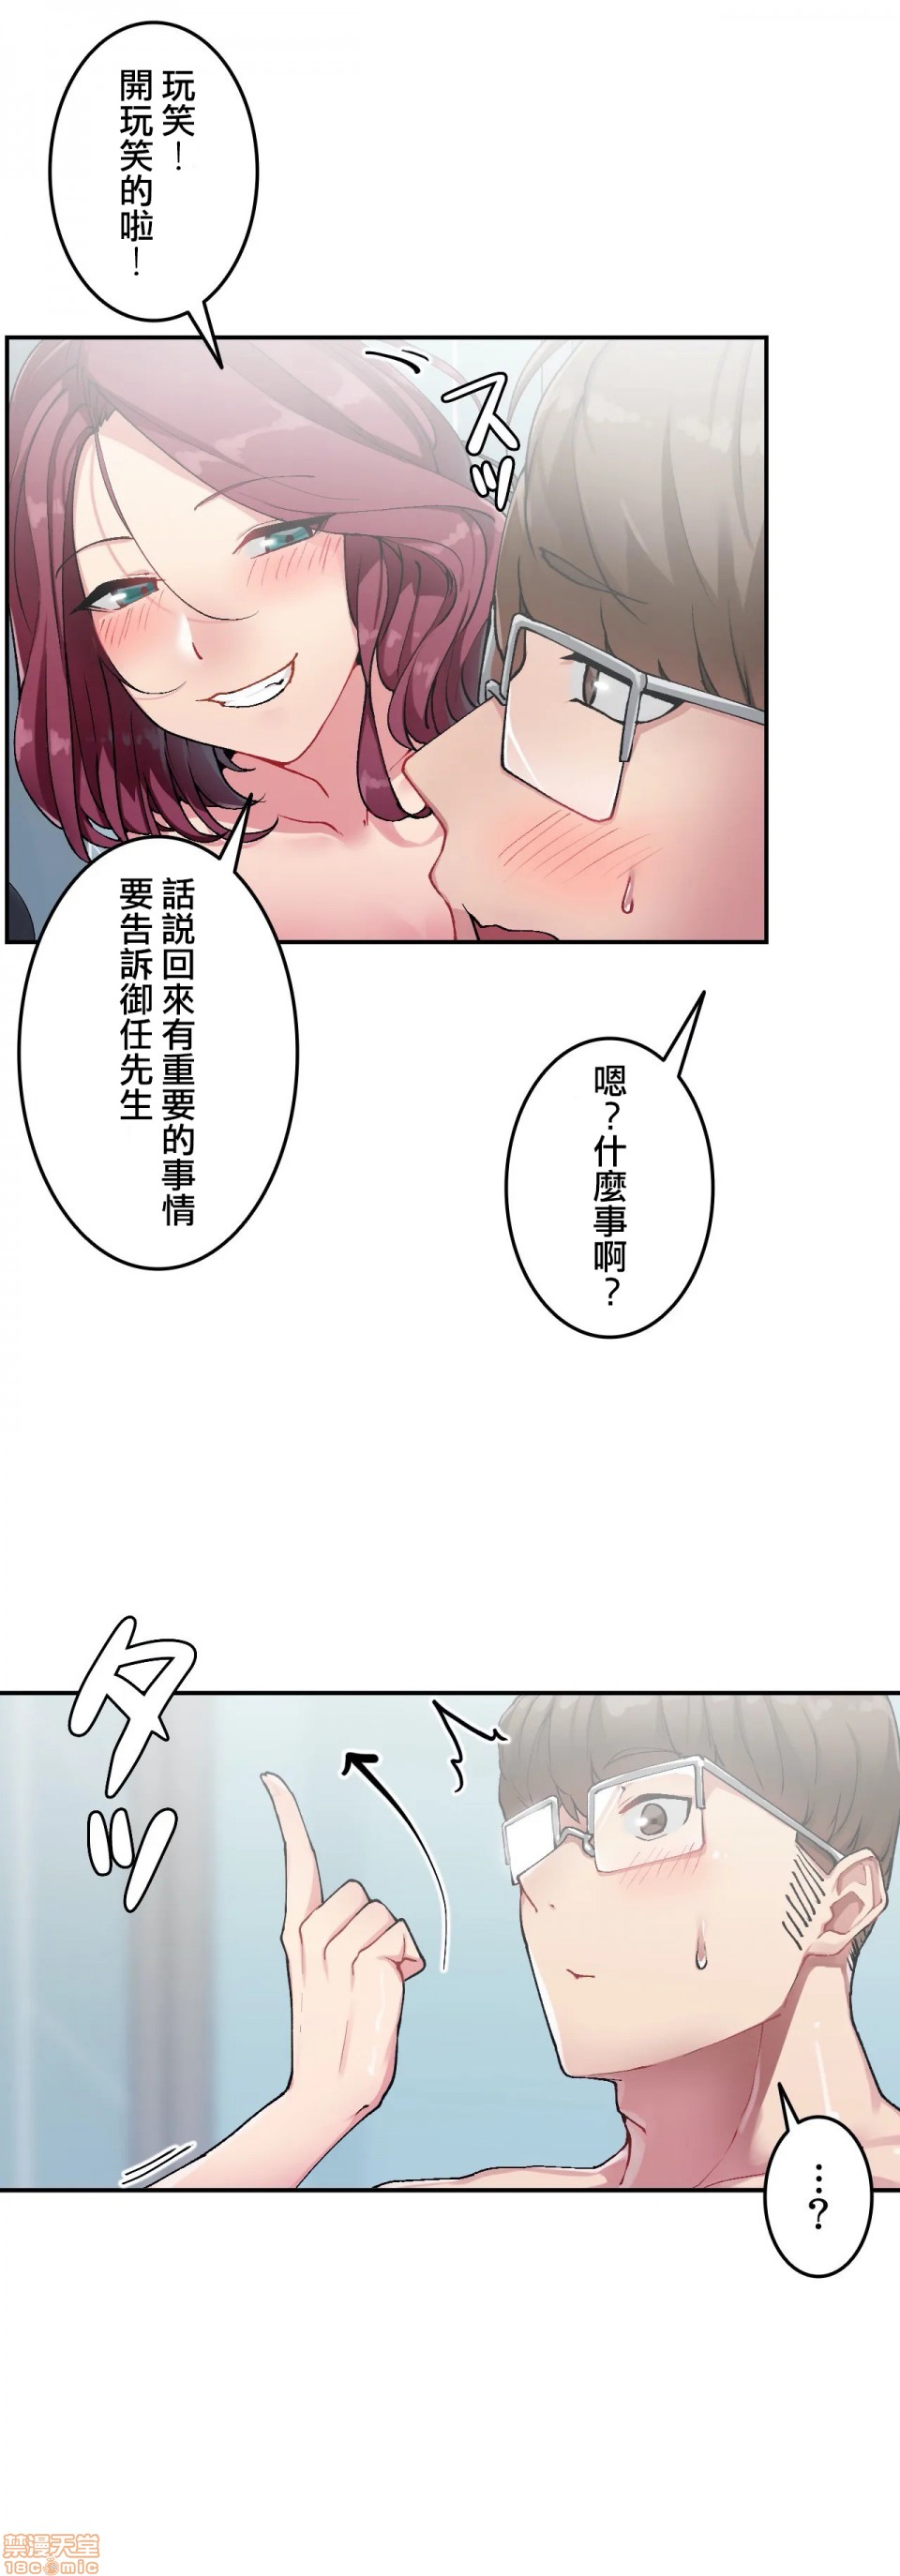 玩笑！
開玩笑的啦！
スッ
話說回來有重要的事情
要告訴御任先生
嗯？什麼事啊？
タッ
…？
禁漫天堂
18comic